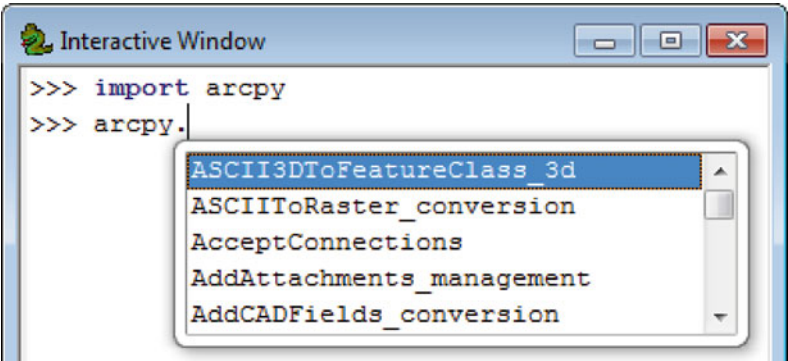 Interactive Window
>>> import arcpy
>>> arcpy.
ASCII3DToFeatureClass_3d
ASCIIToRaster_conversion
AcceptConnections
AddAttachments_management
AddCADFields_conversion